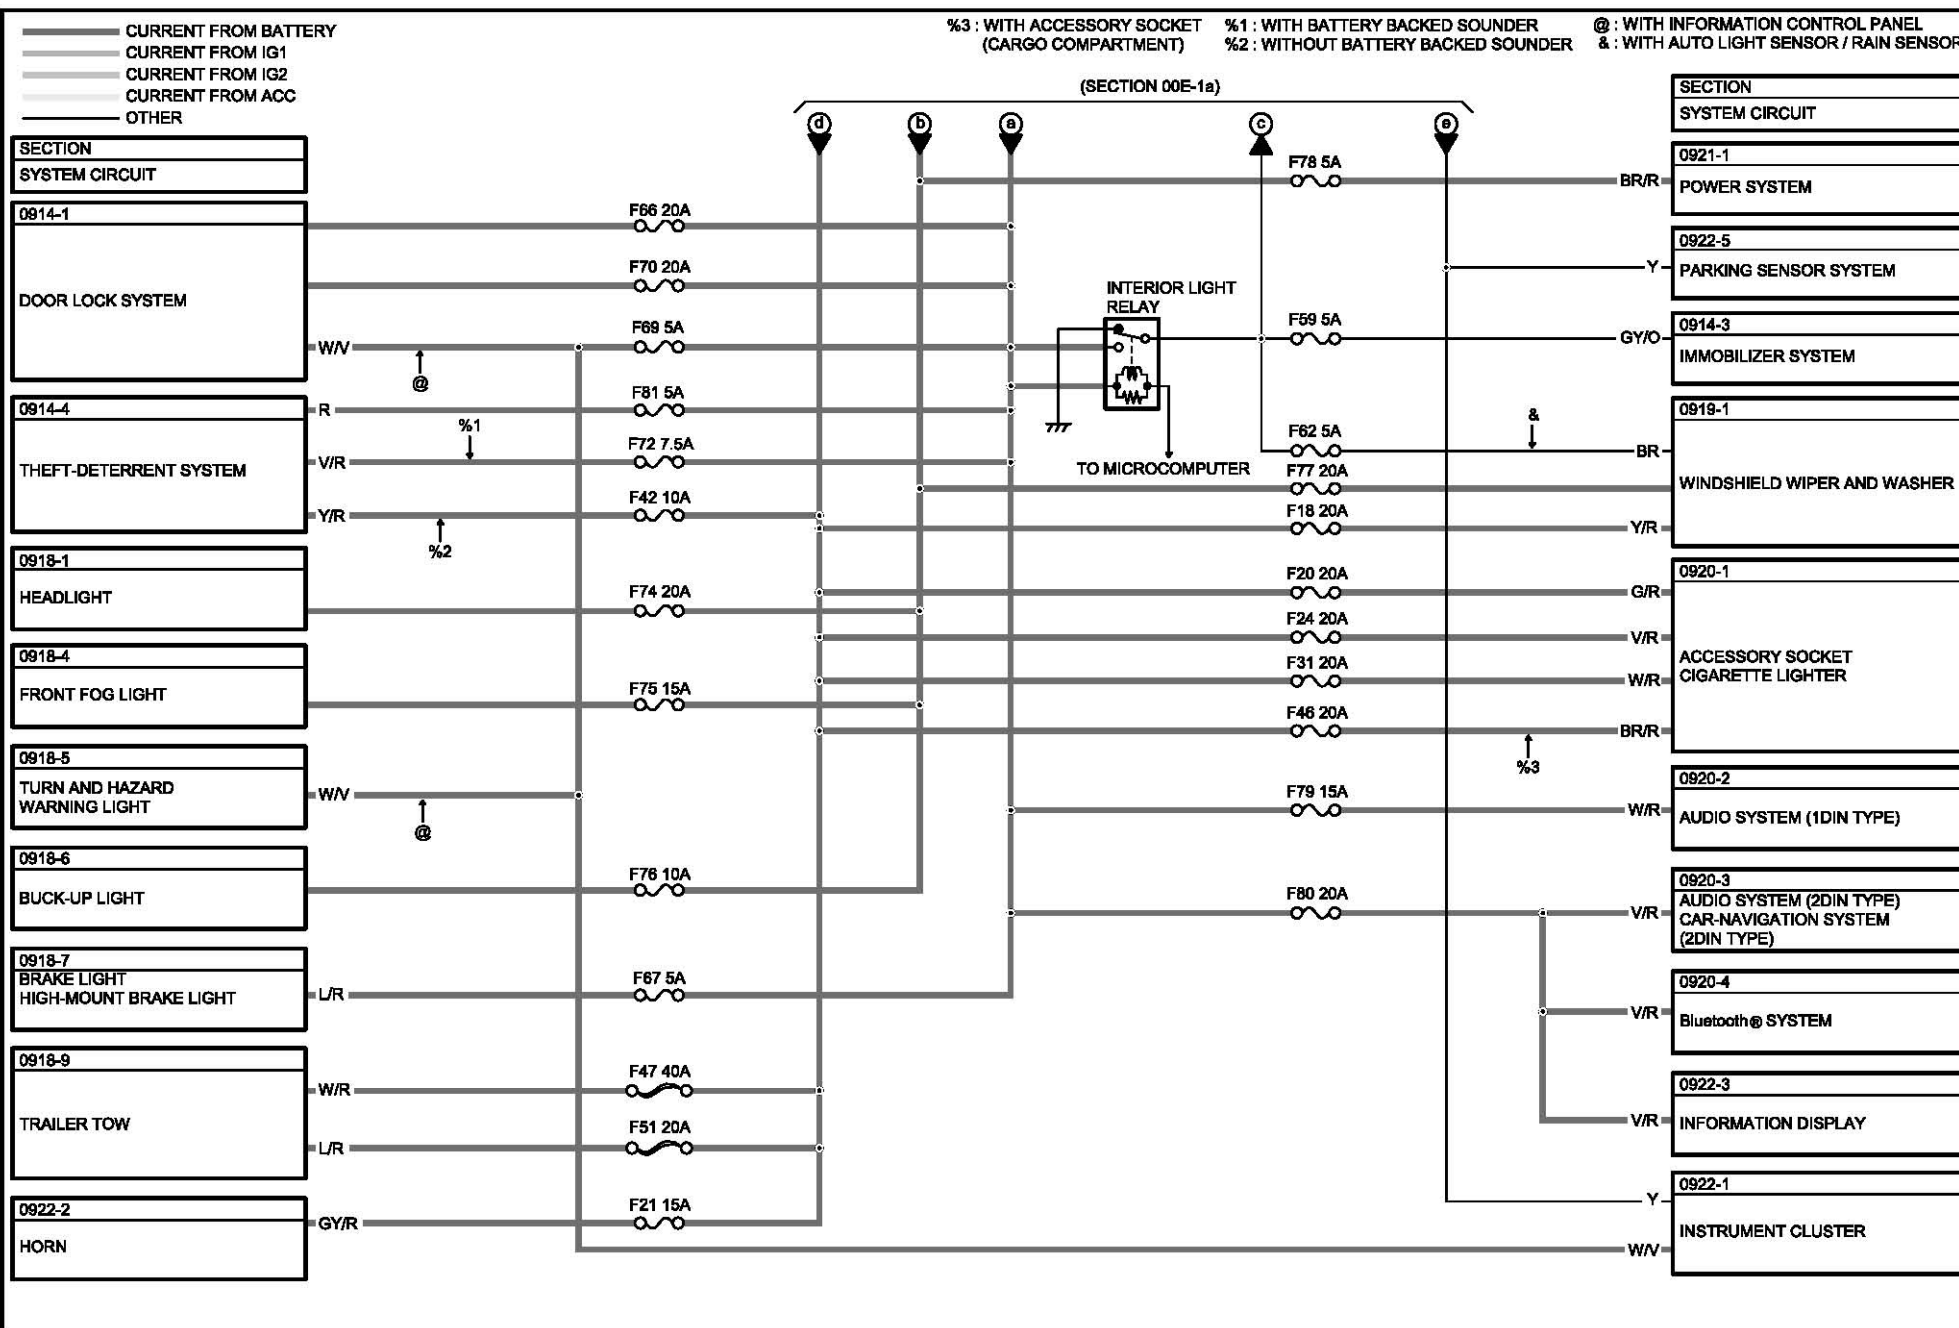 CURRENT FROM BATTERY
CURRENT FROM IG1
CURRENT FROM IG2
CURRENT FROM ACC
OTHER
%3 : WITH ACCESSORY SOCKET
(CARGO COMPARTMENT)
%1 : WITH BATTERY BACKED SOUNDER
%2 : WITHOUT BATTERY BACKED SOUNDER
@ : WITH INFORMATION CONTROL PANEL
& : WITH AUTO LIGHT SENSOR / RAIN SENSOR
(SECTION 00E-1a)
d
b
a
c
e
SECTION
SYSTEM CIRCUIT
0914-1
DOOR LOCK SYSTEM
F66 20A
F70 20A
W/V
@
F69 5A
0914-4
THEFT-DETERRENT SYSTEM
R
F81 5A
V/R
%1
F72 7.5A
Y/R
%2
F42 10A
0918-1
HEADLIGHT
F74 20A
0918-4
FRONT FOG LIGHT
F75 15A
0918-5
TURN AND HAZARD
WARNING LIGHT
W/V
@
0918-6
BUCK-UP LIGHT
F76 10A
0918-7
BRAKE LIGHT
HIGH-MOUNT BRAKE LIGHT
L/R
F67 5A
0918-9
TRAILER TOW
W/R
F47 40A
L/R
F51 20A
0922-2
HORN
GY/R
F21 15A
INTERIOR LIGHT
RELAY
TO MICROCOMPUTER
SECTION
SYSTEM CIRCUIT
F78 5A
BR/R
0921-1
POWER SYSTEM
Y
0922-5
PARKING SENSOR SYSTEM
F59 5A
GY/O
0914-3
IMMOBILIZER SYSTEM
F62 5A
&
BR
F77 20A
F18 20A
Y/R
0919-1
WINDSHIELD WIPER AND WASHER
F20 20A
G/R
F24 20A
V/R
F31 20A
W/R
F46 20A
BR/R
%3
0920-1
ACCESSORY SOCKET
CIGARETTE LIGHTER
F79 15A
W/R
0920-2
AUDIO SYSTEM (1DIN TYPE)
F80 20A
V/R
0920-3
AUDIO SYSTEM (2DIN TYPE)
CAR-NAVIGATION SYSTEM
(2DIN TYPE)
V/R
0920-4
Bluetooth® SYSTEM
V/R
0922-3
INFORMATION DISPLAY
Y
W/V
0922-1
INSTRUMENT CLUSTER